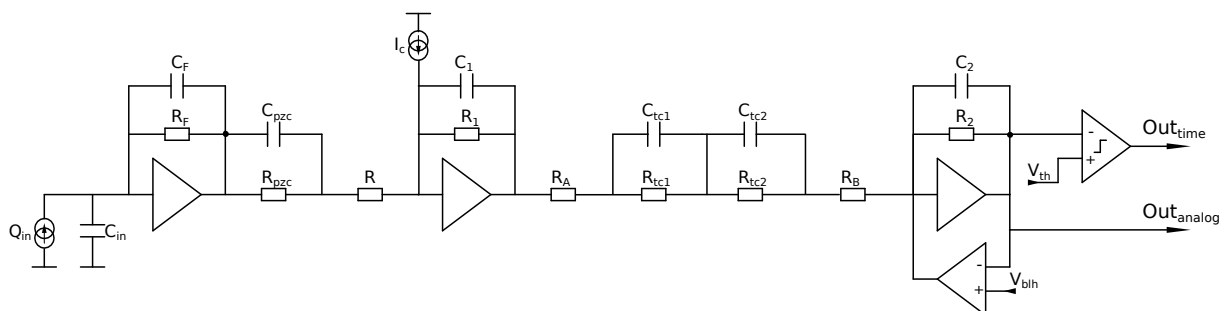 I_c
C_F
C_1
C_2
R_F
C_pzc
R_1
C_tc1
C_tc2
R_2
-
+
Out_time
V_th
R_pzc
R
R_A
R_tc1
R_tc2
R_B
Q_in
C_in
Out_analog
-
+
V_blh